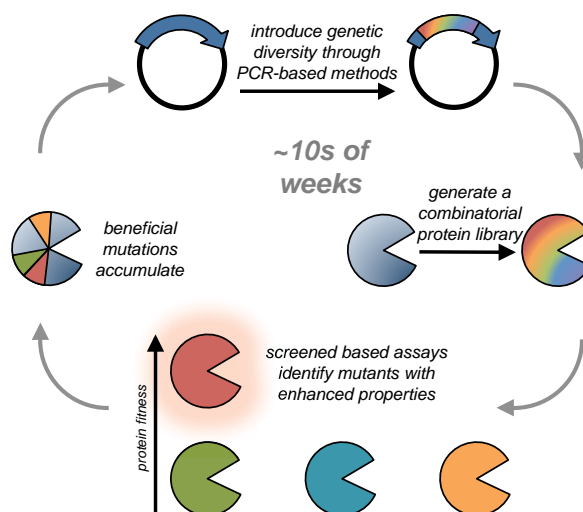 introduce genetic
diversity through
PCR-based methods
~10s of
weeks
generate a
combinatorial
protein library
beneficial
mutations
accumulate
screened based assays
identify mutants with
enhanced properties
protein fitness